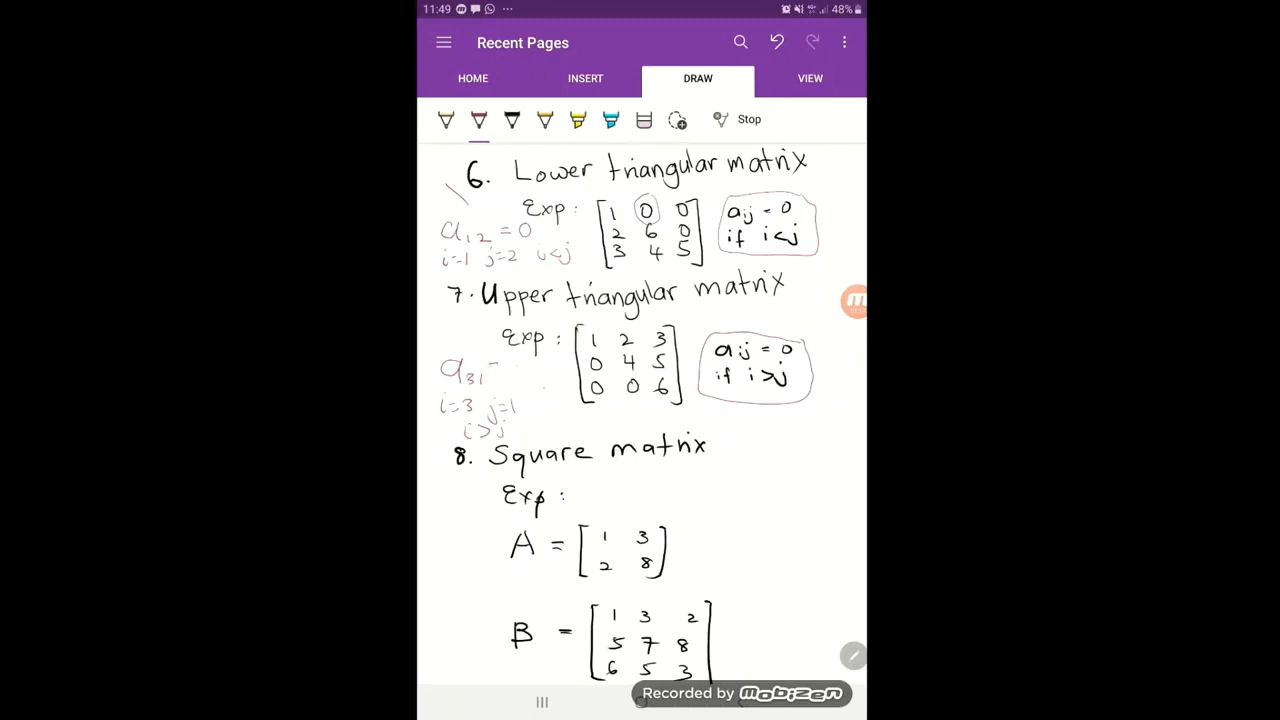 11:49 ... 48%
Recent Pages
HOME INSERT DRAW VIEW
Stop
6. Lower triangular matrix
Exp : [1 0 0
2 6 0
3 4 5]
aij = 0
if i<j
a12 = 0
i=1 j=2 i<j
7. Upper triangular matrix
Exp : [1 2 3
0 4 5
0 0 6]
aij = 0
if i>j
a31 =
i=3 j=1
i>j
8. Square matrix
Exp :
A = [1 3
2 8]
B = [1 3 2
5 7 8
6 5 3]
Recorded by mobizen